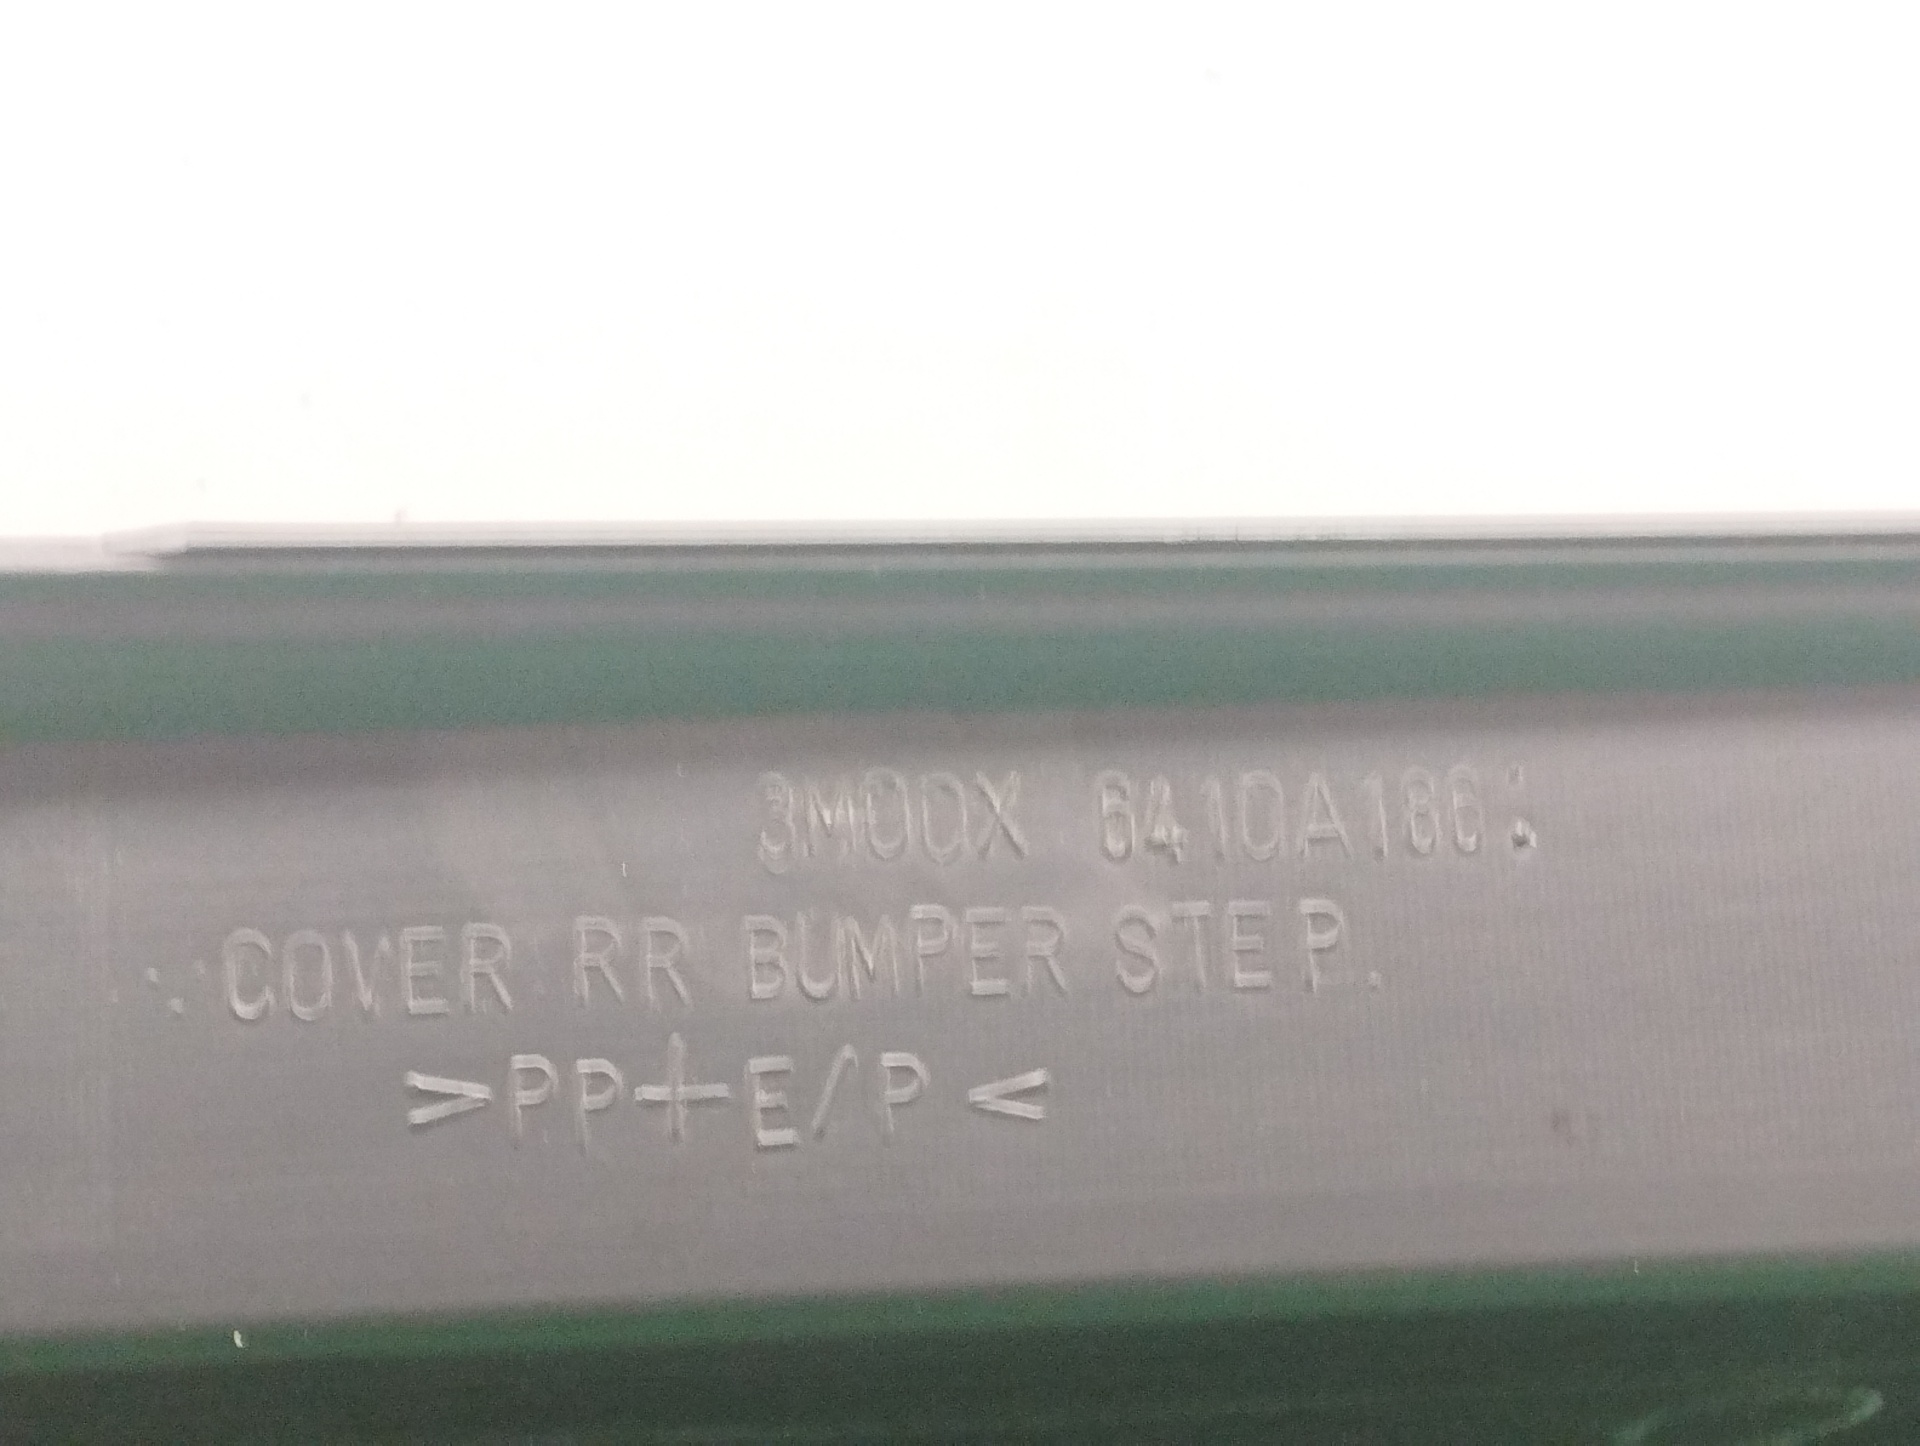 3M00X 6410A186
COVER RR BUMPER STEP.
>PP+E/P<